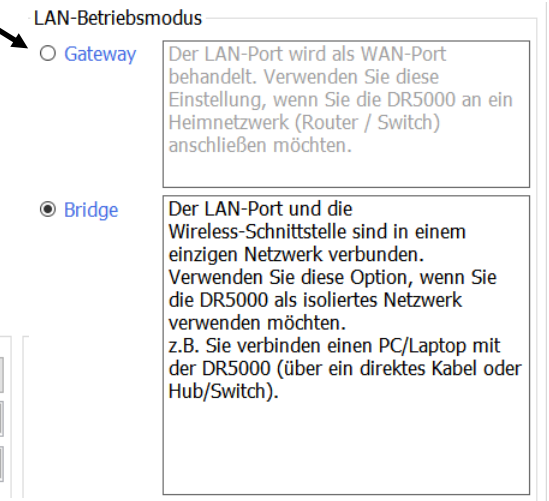 LAN-Betriebsmodus
Gateway
Der LAN-Port wird als WAN-Port
behandelt. Verwenden Sie diese
Einstellung, wenn Sie die DR5000 an ein
Heimnetzwerk (Router / Switch)
anschließen möchten.
Bridge
Der LAN-Port und die
Wireless-Schnittstelle sind in einem
einzigen Netzwerk verbunden.
Verwenden Sie diese Option, wenn Sie
die DR5000 als isoliertes Netzwerk
verwenden möchten.
z.B. Sie verbinden einen PC/Laptop mit
der DR5000 (über ein direktes Kabel oder
Hub/Switch).